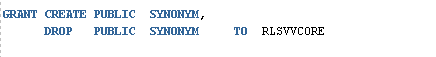 GRANT CREATE PUBLIC SYNONYM,
DROP PUBLIC SYNONYM TO RLSVVCORE